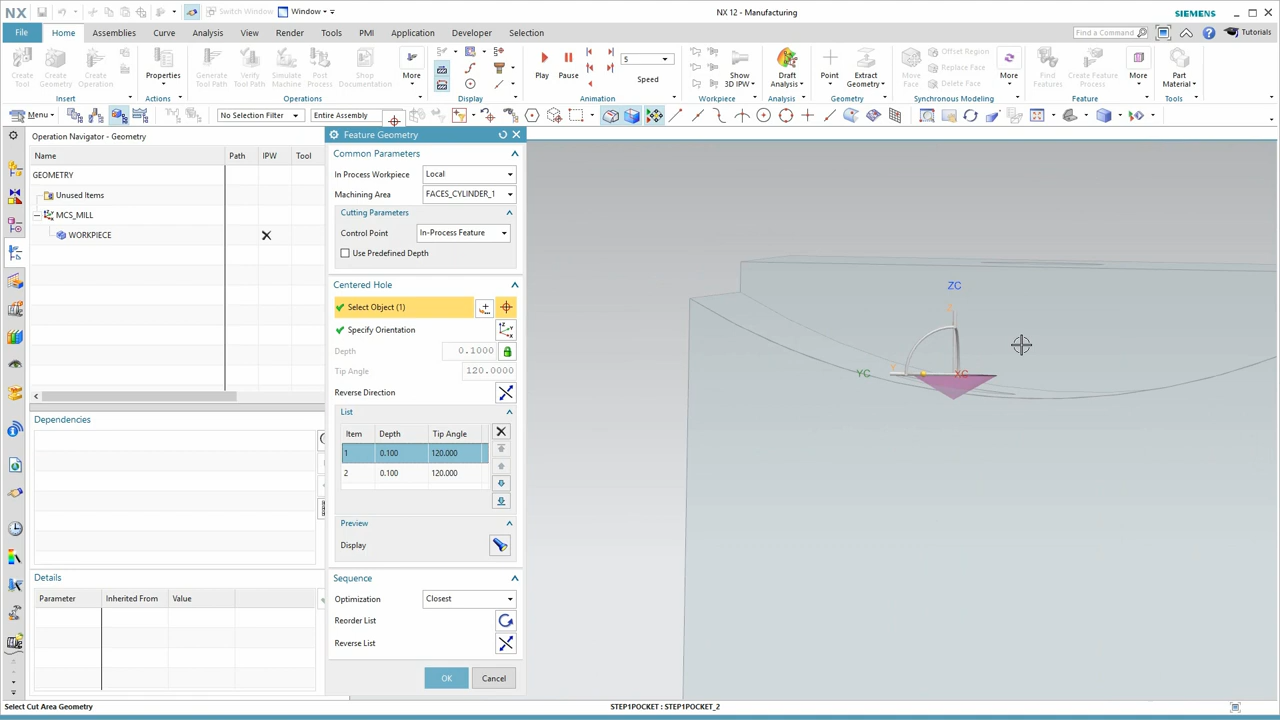 NX Switch Window Window NX 12 - Manufacturing SIEMENS
File Home Assemblies Curve Analysis View Render Tools PMI Application Developer Selection Find a Command Tutorials
Create Tool Create Geometry Create Operation Properties More Generate Tool Path Verify Tool Path Simulate Machine Post Process Shop Documentation More Play Pause 5 Speed Show 3D IPW Draft Analysis Point Extract Geometry Move Face Offset Region Replace Face Delete Face More Find Features Create Feature Process More Part Material
Insert Actions Operations Display Animation Workpiece Analysis Geometry Synchronous Modeling Feature Tools
Menu No Selection Filter Entire Assembly
Operation Navigator - Geometry
Name Path IPW Tool
GEOMETRY
Unused Items
MCS_MILL
WORKPIECE
Dependencies
Details
Parameter Inherited From Value
Feature Geometry
Common Parameters
In Process Workpiece Local
Machining Area FACES_CYLINDER_1
Cutting Parameters
Control Point In-Process Feature
Use Predefined Depth
Centered Hole
Select Object (1)
Specify Orientation
Depth 0.1000
Tip Angle 120.0000
Reverse Direction
List
Item Depth Tip Angle
1 0.100 120.000
2 0.100 120.000
Preview
Display
Sequence
Optimization Closest
Reorder List
Reverse List
OK Cancel
ZC
YC XC
Select Cut Area Geometry STEP1POCKET : STEP1POCKET_2